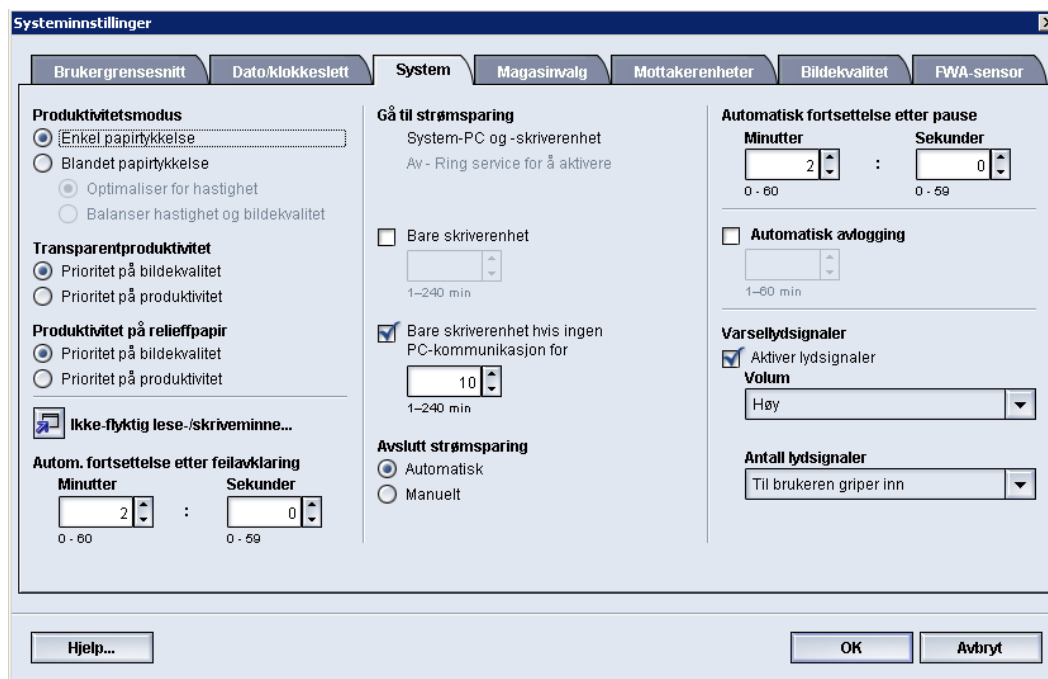 Systeminnstillinger
Brukergrensesnitt
Dato/klokkeslett
System
Magasinvalg
Mottakerenheter
Bildekvalitet
FWA-sensor
Produktivitetsmodus
Enkel papirtykkelse
Blandet papirtykkelse
Optimaliser for hastighet
Balanser hastighet og bildekvalitet
Transparentproduktivitet
Prioritet på bildekvalitet
Prioritet på produktivitet
Produktivitet på relieffpapir
Prioritet på bildekvalitet
Prioritet på produktivitet
Ikke-flyktig lese-/skriveminne...
Autom. fortsettelse etter feilavklaring
Minutter Sekunder
2 : 0
0 - 60 0 - 59
Gå til strømsparing
System-PC og -skriverenhet
Av - Ring service for å aktivere
Bare skriverenhet
1–240 min
Bare skriverenhet hvis ingen
PC-kommunikasjon for
10
1–240 min
Avslutt strømsparing
Automatisk
Manuelt
Automatisk fortsettelse etter pause
Minutter Sekunder
2 : 0
0 - 60 0 - 59
Automatisk avlogging
1–60 min
Varsellydsignaler
Aktiver lydsignaler
Volum
Høy
Antall lydsignaler
Til brukeren griper inn
Hjelp...
OK
Avbryt